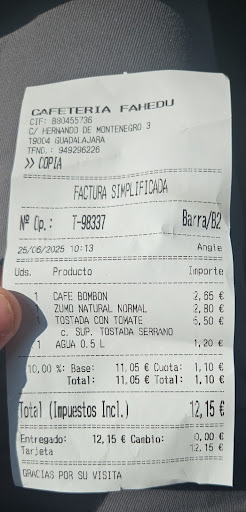 CAFETERIA FAHEDU
CIF: B80455736
C/ HERNANDO DE MONTENEGRO 3
19004 GUADALAJARA
TFNO.: 949296226
>> COPIA
FACTURA SIMPLIFICADA
Nº Op.: T-98337 Barra/B2
25/06/2025 10:13 Angie
Uds. Producto Importe
1 CAFE BOMBON 2,65 €
1 ZUMO NATURAL NORMAL 2,80 €
1 TOSTADA CON TOMATE 5,50 €
c. SUP. TOSTADA SERRANO
1 AGUA 0.5 L 1,20 €
10,00 %: Base: 11,05 € Cuota: 1,10 €
Total: 11,05 € Total: 1,10 €
Total (Impuestos Incl.) 12,15 €
Entregado: 12,15 € Cambio: 0,00 €
Tarjeta 12,15 €
GRACIAS POR SU VISITA